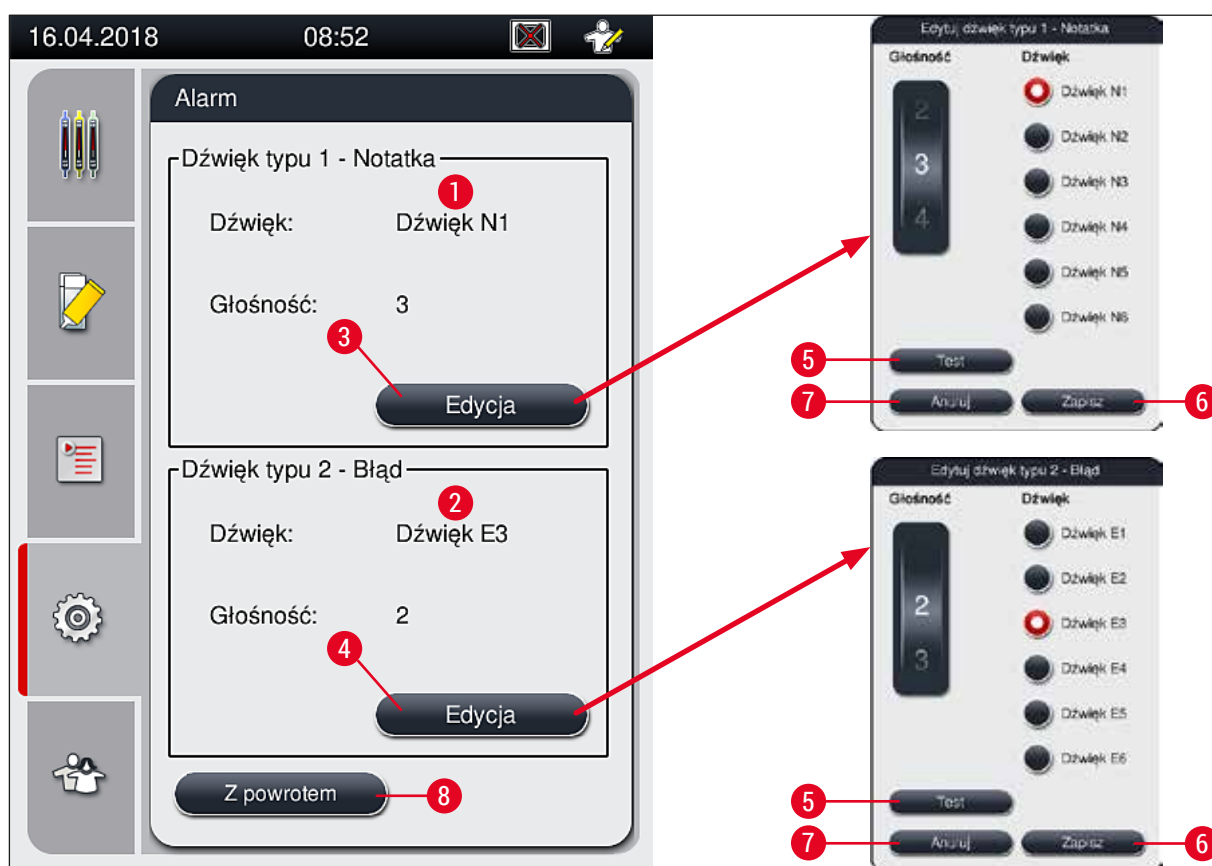 16.04.2018 08:52
Alarm
Dźwięk typu 1 - Notatka
1
Dźwięk: Dźwięk N1
Głośność: 3
3
Edycja
Dźwięk typu 2 - Błąd
2
Dźwięk: Dźwięk E3
Głośność: 2
4
Edycja
Z powrotem
8
Edytuj dźwięk typu 1 - Notatka
Głośność Dźwięk
2
3
4
Dźwięk N1
Dźwięk N2
Dźwięk N3
Dźwięk N4
Dźwięk N5
Dźwięk N6
5 Test
7 Anuluj Zapisz 6
Edytuj dźwięk typu 2 - Błąd
Głośność Dźwięk
2
3
Dźwięk E1
Dźwięk E2
Dźwięk E3
Dźwięk E4
Dźwięk E5
Dźwięk E6
5 Test
7 Anuluj Zapisz 6